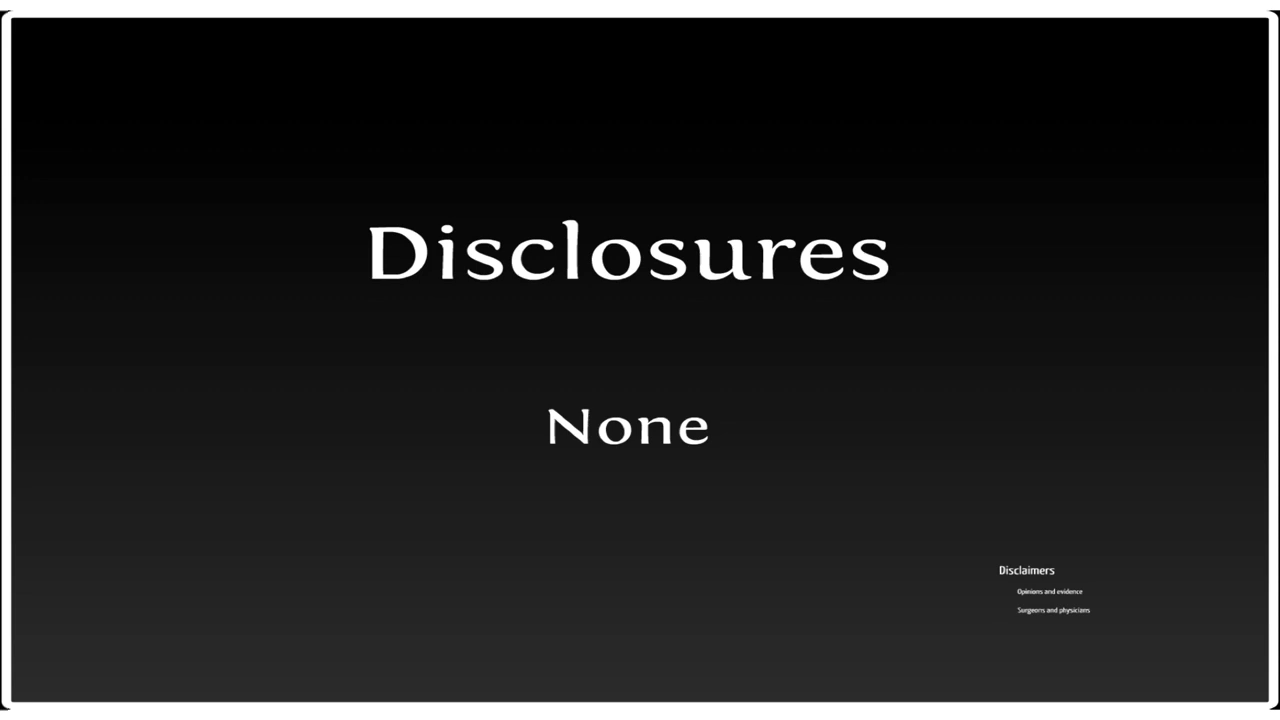 Disclosures
None
Disclaimers
Opinions and evidence
Surgeons and physicians